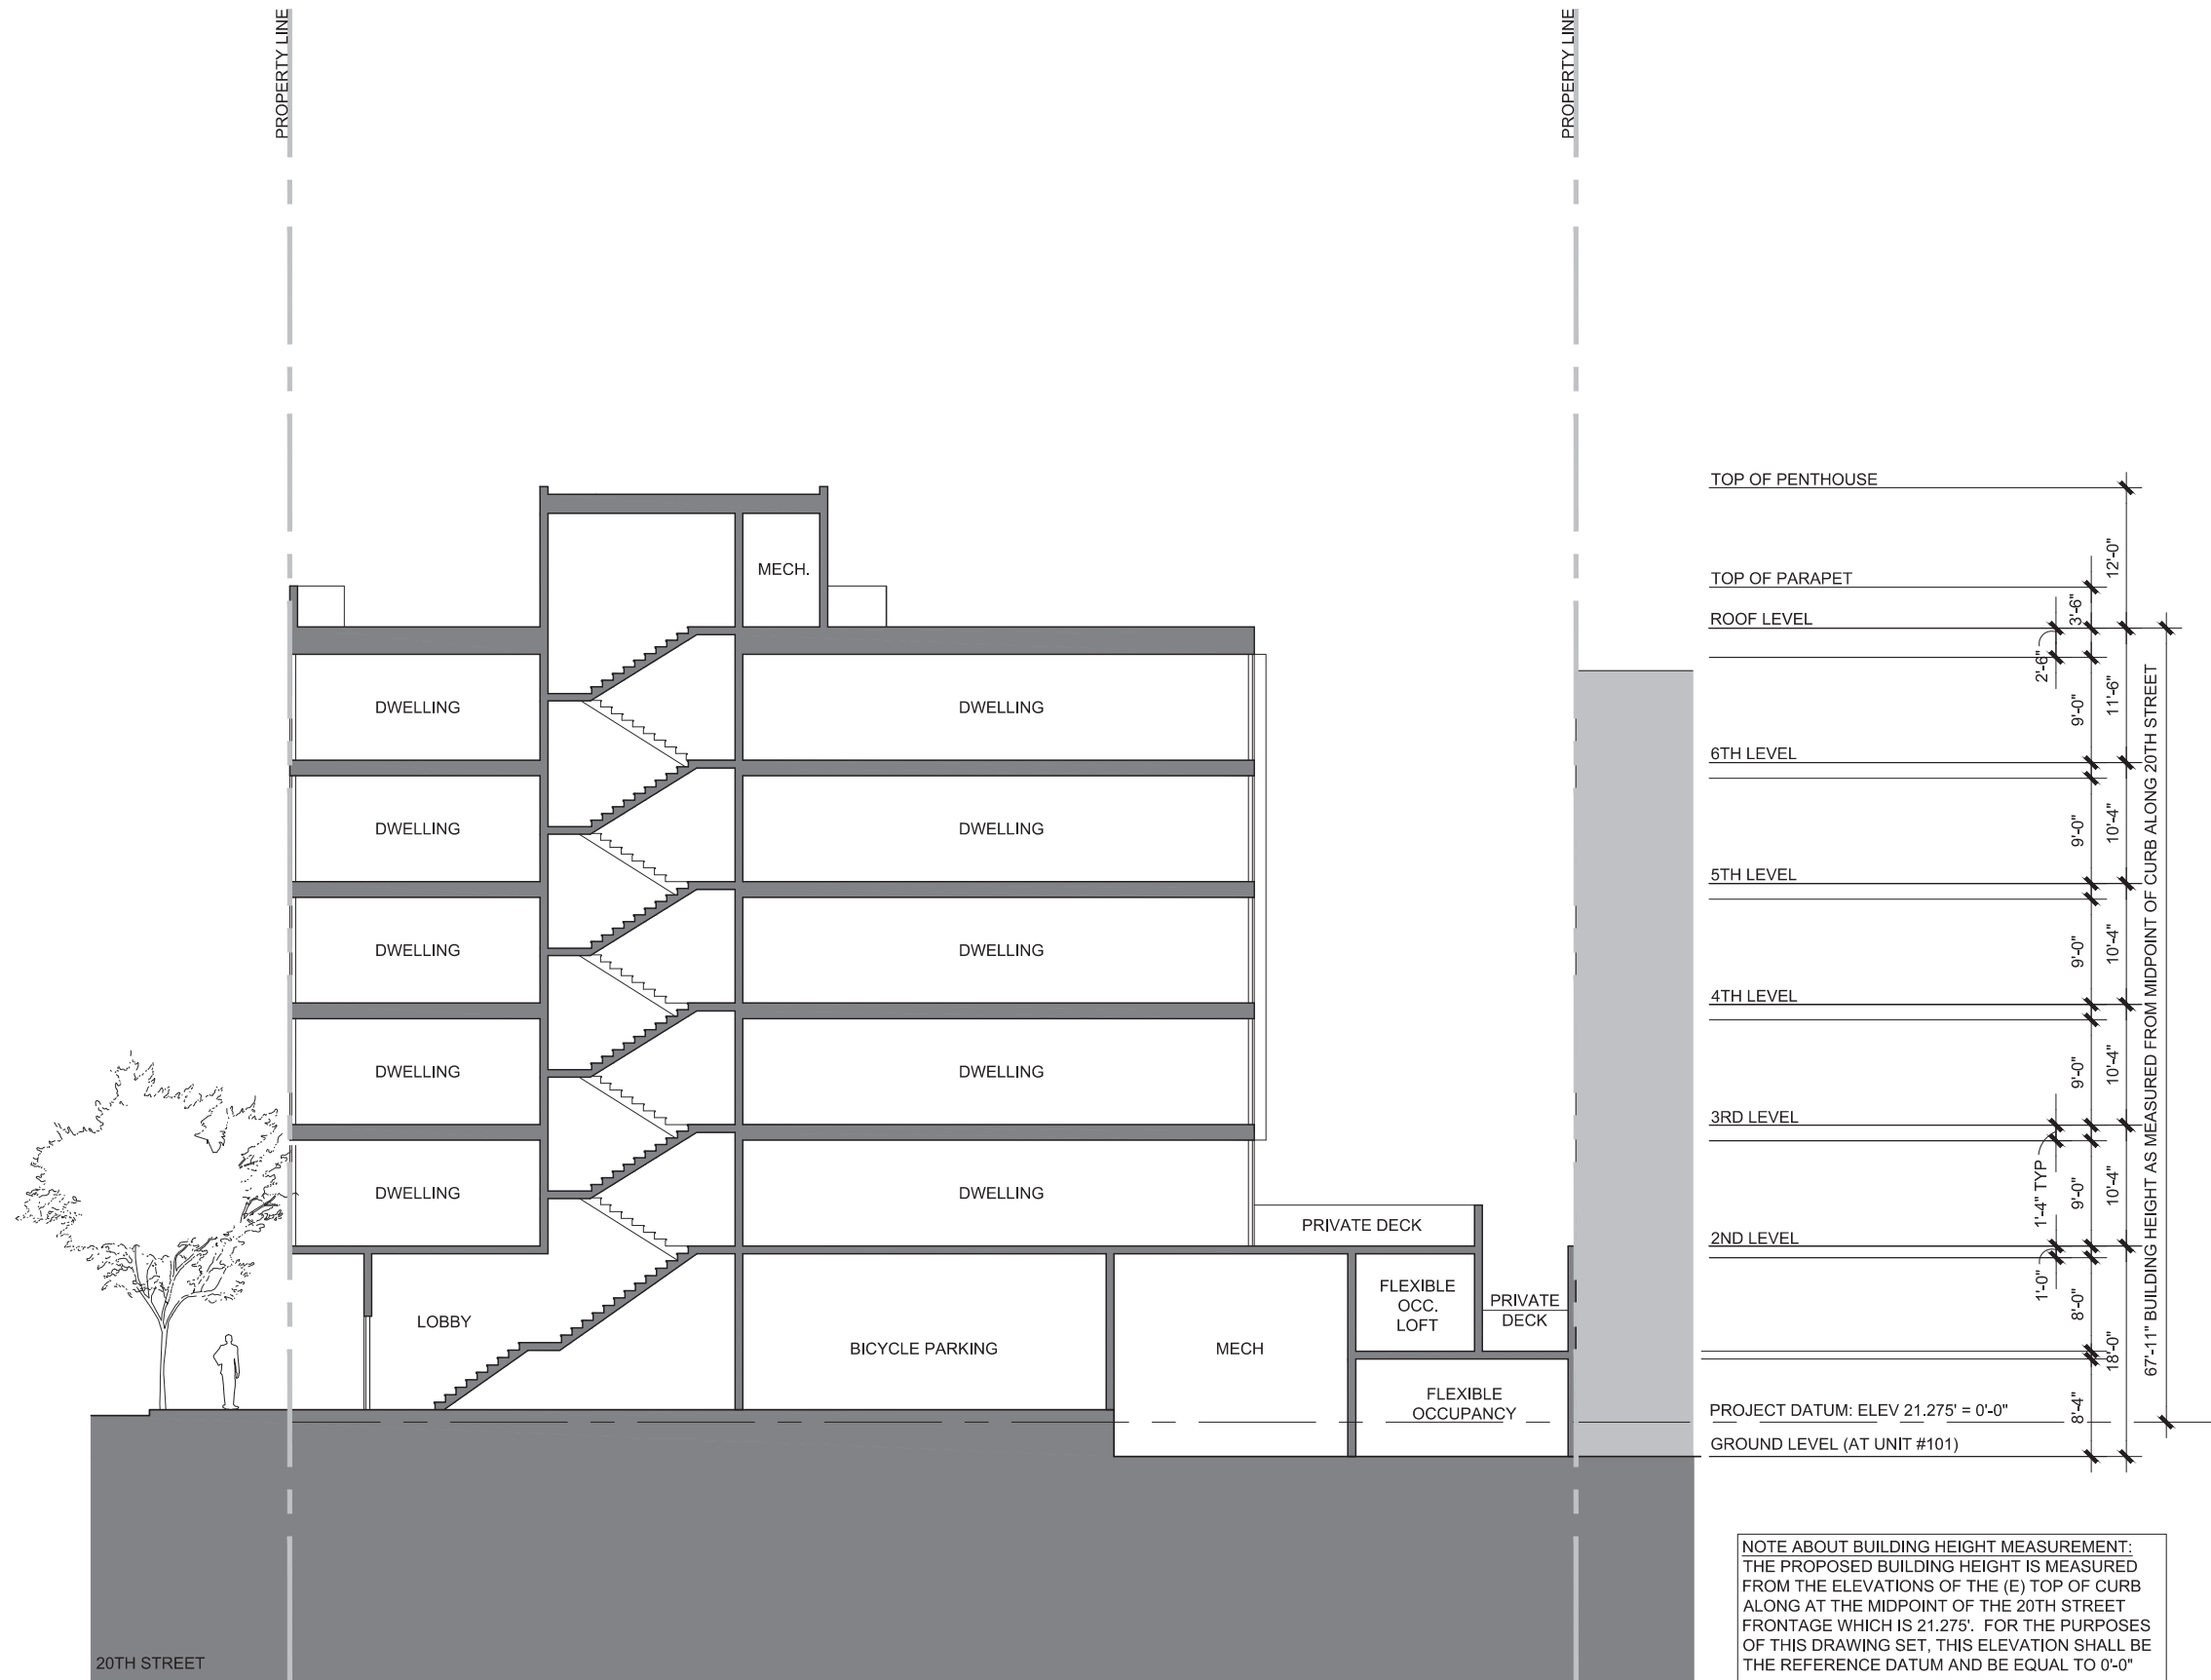 PROPERTY LINE
PROPERTY LINE
TOP OF PENTHOUSE
12'-0"
MECH.
TOP OF PARAPET
3'-6"
ROOF LEVEL
2'-6"
DWELLING
DWELLING
9'-0"
11'-6"
6TH LEVEL
DWELLING
DWELLING
9'-0"
10'-4"
5TH LEVEL
DWELLING
DWELLING
9'-0"
10'-4"
4TH LEVEL
DWELLING
DWELLING
9'-0"
10'-4"
3RD LEVEL
DWELLING
DWELLING
1'-4" TYP
9'-0"
10'-4"
67'-11" BUILDING HEIGHT AS MEASURED FROM MIDPOINT OF CURB ALONG 20TH STREET
PRIVATE DECK
2ND LEVEL
1'-0"
8'-0"
18'-0"
LOBBY
BICYCLE PARKING
MECH
FLEXIBLE
OCC.
LOFT
PRIVATE
DECK
FLEXIBLE
OCCUPANCY
8'-4"
PROJECT DATUM: ELEV 21.275' = 0'-0"
GROUND LEVEL (AT UNIT #101)
NOTE ABOUT BUILDING HEIGHT MEASUREMENT:
THE PROPOSED BUILDING HEIGHT IS MEASURED
FROM THE ELEVATIONS OF THE (E) TOP OF CURB
ALONG AT THE MIDPOINT OF THE 20TH STREET
FRONTAGE WHICH IS 21.275'. FOR THE PURPOSES
OF THIS DRAWING SET, THIS ELEVATION SHALL BE
THE REFERENCE DATUM AND BE EQUAL TO 0'-0"
20TH STREET